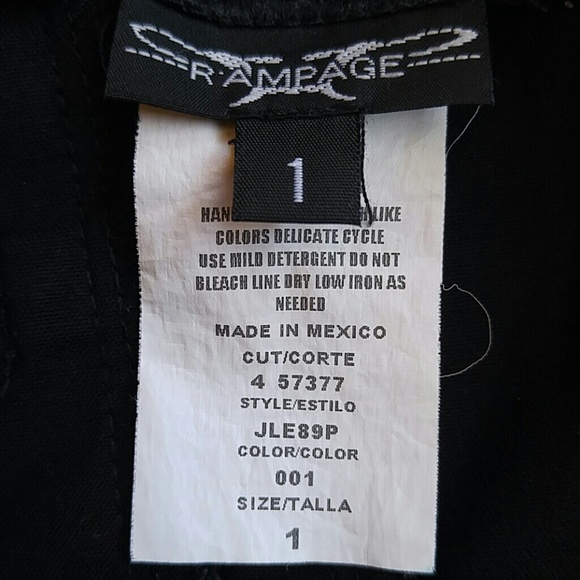 RAMPAGE
1
LIKE
COLORS DELICATE CYCLE
USE MILD DETERGENT DO NOT
BLEACH LINE DRY LOW IRON AS
NEEDED
MADE IN MEXICO
CUT/CORTE
4 57377
STYLE/ESTILO
JLE89P
COLOR/COLOR
001
SIZE/TALLA
1